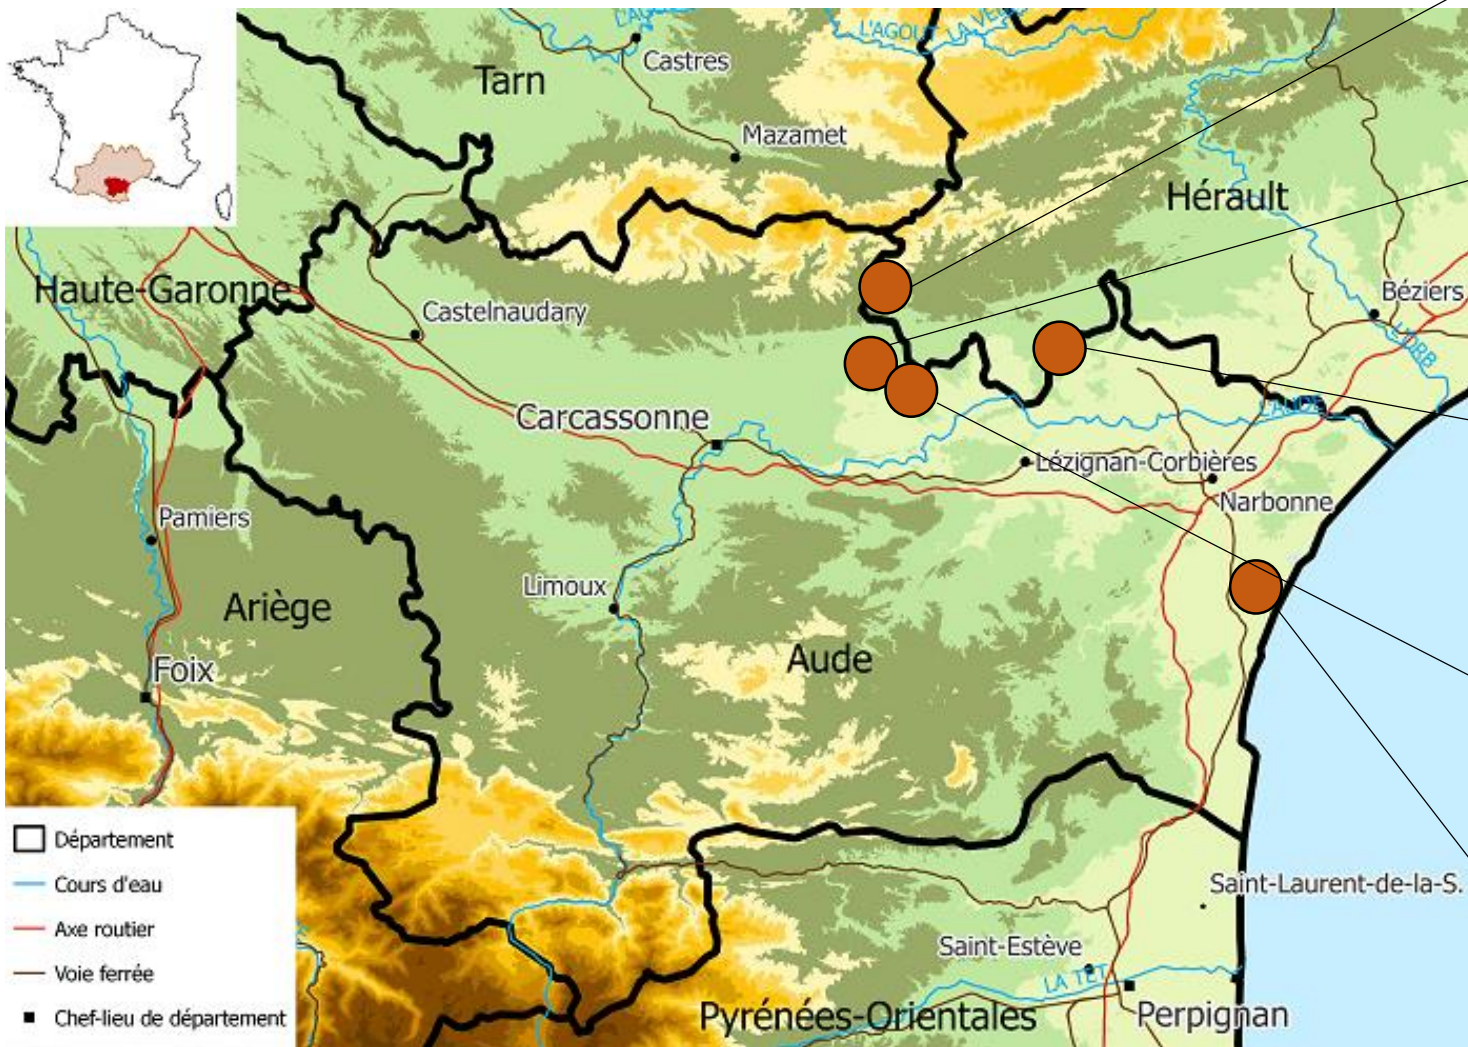 L'AGOUT
LA VE
Castres
Tarn
Mazamet
Hérault
Haute-Garonne
Béziers
Castelnaudary
L'ORB
Carcassonne
L'AUDE
Lézignan-Corbières
Narbonne
Pamiers
Limoux
Ariège
Aude
Foix
Département
Cours d'eau
Saint-Laurent-de-la-S.
Axe routier
Saint-Estève
Voie ferrée
LA TET
Chef-lieu de département
Pyrénées-Orientales
Perpignan